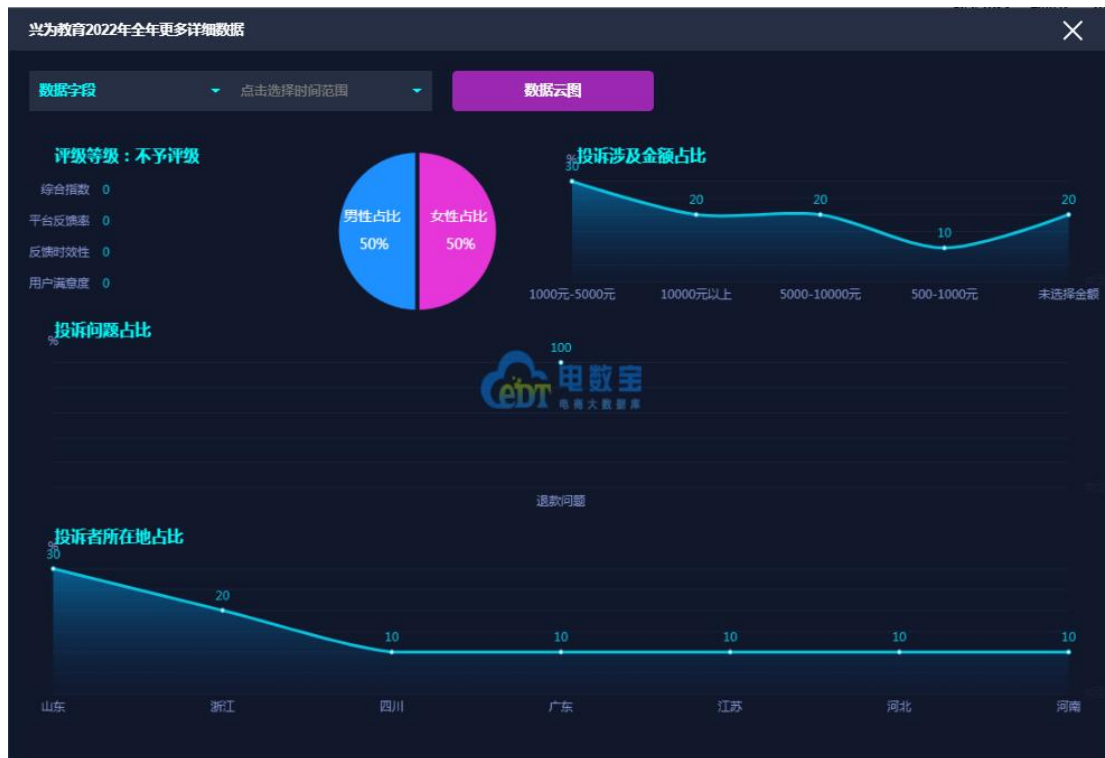 兴为教育2022年全年更多详细数据
数据字段 点击选择时间范围 数据云图
评级等级：不予评级
综合指数 0
平台反馈率 0
反馈时效性 0
用户满意度 0
男性占比
50%
女性占比
50%
投诉涉及金额占比
%
30 20 20 10 20
1000元-5000元 10000元以上 5000-10000元 500-1000元 未选择金额
投诉问题占比
%
100
eDT 电数宝
电商大数据库
退款问题
投诉者所在地占比
%
30 20 10 10 10 10 10
山东 浙江 四川 广东 江苏 河北 河南